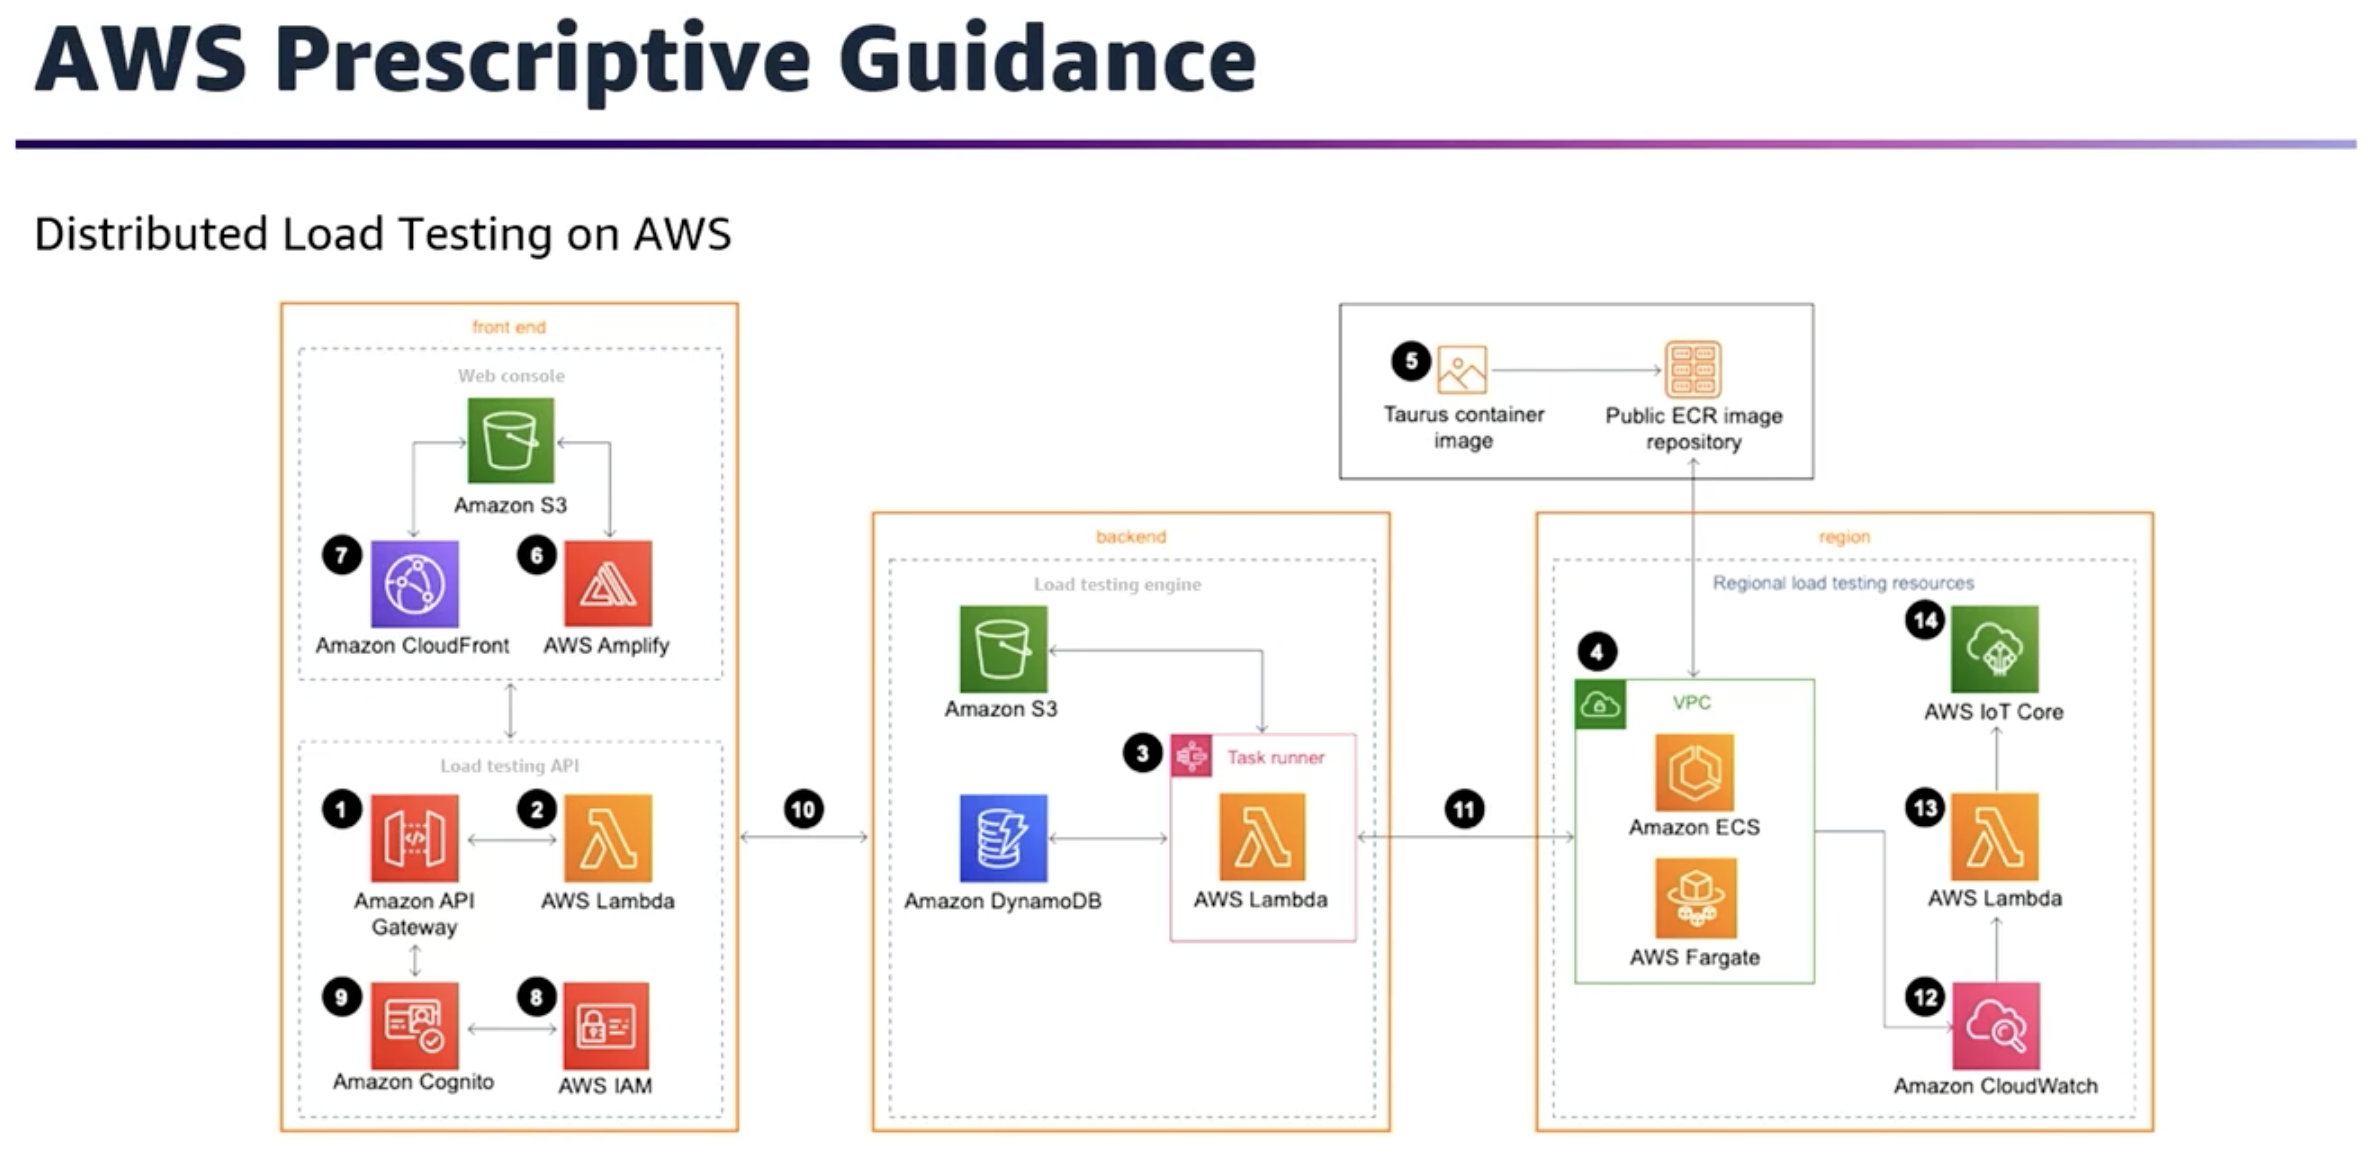 AWS Prescriptive Guidance
Distributed Load Testing on AWS
front end
Web console
Amazon S3
7
6
Amazon CloudFront
AWS Amplify
Load testing API
1
2
Amazon API
Gateway
AWS Lambda
9
8
Amazon Cognito
AWS IAM
10
backend
Load testing engine
Amazon S3
3
Task runner
Amazon DynamoDB
AWS Lambda
11
5
Taurus container
image
Public ECR image
repository
region
Regional load testing resources
4
VPC
Amazon ECS
AWS Fargate
14
AWS IoT Core
13
AWS Lambda
12
Amazon CloudWatch